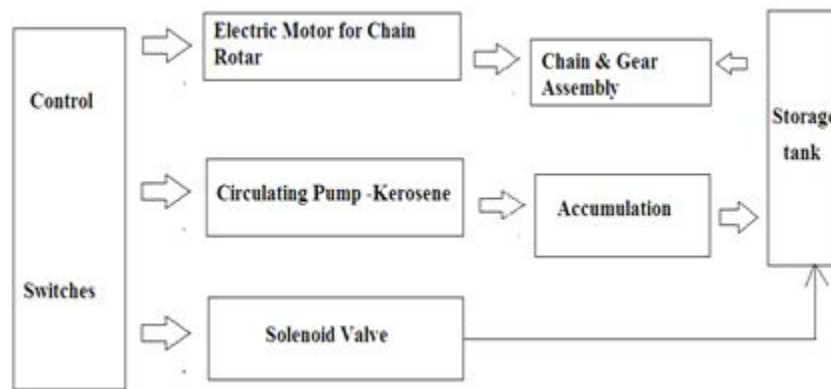 Electric Motor for Chain
Rotar
Chain & Gear
Assembly
Control
Storage
tank
Circulating Pump -Kerosene
Accumulation
Switches
Solenoid Valve